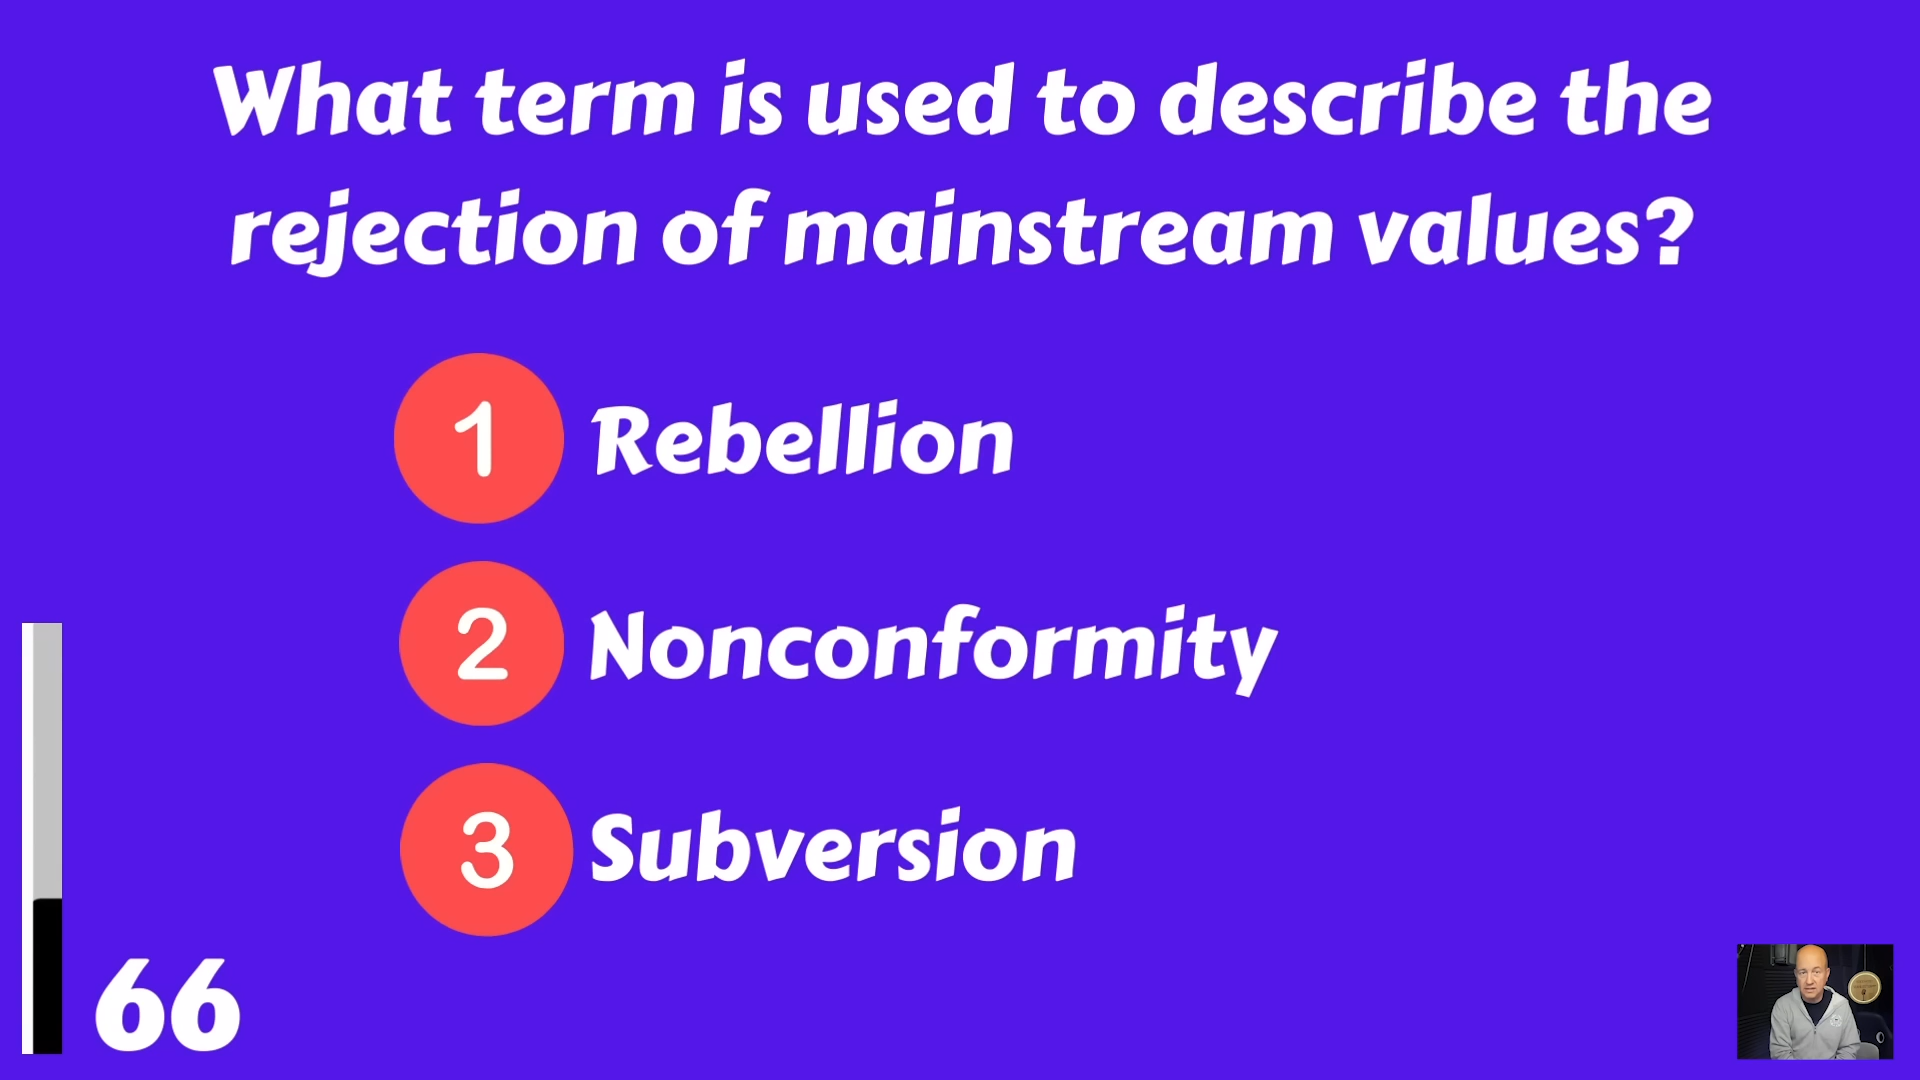 What term is used to describe the
rejection of mainstream values?
1 Rebellion
2 Nonconformity
3 Subversion
66